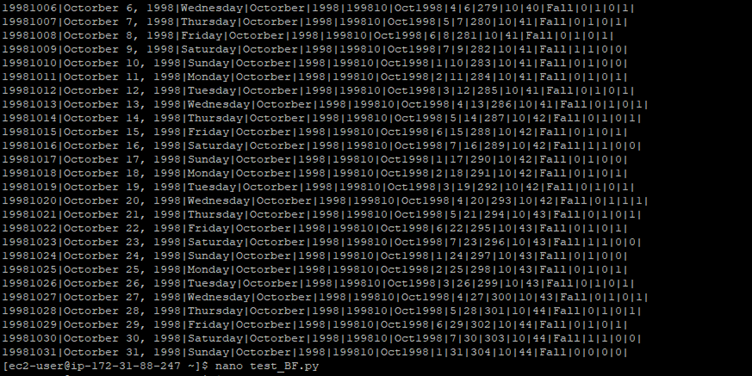 19981006|Octorber 6, 1998|Wednesday|Octorber|1998|199810|Oct1998|4|6|279|10|40|Fall|0|1|0|1|
19981007|Octorber 7, 1998|Thursday|Octorber|1998|199810|Oct1998|5|7|280|10|41|Fall|0|1|0|1|
19981008|Octorber 8, 1998|Friday|Octorber|1998|199810|Oct1998|6|8|281|10|41|Fall|0|1|0|1|
19981009|Octorber 9, 1998|Saturday|Octorber|1998|199810|Oct1998|7|9|282|10|41|Fall|1|1|0|0|
19981010|Octorber 10, 1998|Sunday|Octorber|1998|199810|Oct1998|1|10|283|10|41|Fall|0|1|0|1|
19981011|Octorber 11, 1998|Monday|Octorber|1998|199810|Oct1998|2|11|284|10|41|Fall|0|1|0|1|
19981012|Octorber 12, 1998|Tuesday|Octorber|1998|199810|Oct1998|3|12|285|10|41|Fall|0|1|0|1|
19981013|Octorber 13, 1998|Wednesday|Octorber|1998|199810|Oct1998|4|13|286|10|41|Fall|0|1|0|1|
19981014|Octorber 14, 1998|Thursday|Octorber|1998|199810|Oct1998|5|14|287|10|42|Fall|0|1|0|1|
19981015|Octorber 15, 1998|Friday|Octorber|1998|199810|Oct1998|6|15|288|10|42|Fall|0|1|0|1|
19981016|Octorber 16, 1998|Saturday|Octorber|1998|199810|Oct1998|7|16|289|10|42|Fall|1|1|0|0|
19981017|Octorber 17, 1998|Sunday|Octorber|1998|199810|Oct1998|1|17|290|10|42|Fall|0|1|0|1|
19981018|Octorber 18, 1998|Monday|Octorber|1998|199810|Oct1998|2|18|291|10|42|Fall|0|1|0|1|
19981019|Octorber 19, 1998|Tuesday|Octorber|1998|199810|Oct1998|3|19|292|10|42|Fall|0|1|0|1|
19981020|Octorber 20, 1998|Wednesday|Octorber|1998|199810|Oct1998|4|20|293|10|42|Fall|0|1|1|1|
19981021|Octorber 21, 1998|Thursday|Octorber|1998|199810|Oct1998|5|21|294|10|43|Fall|0|1|0|1|
19981022|Octorber 22, 1998|Friday|Octorber|1998|199810|Oct1998|6|22|295|10|43|Fall|0|1|0|1|
19981023|Octorber 23, 1998|Saturday|Octorber|1998|199810|Oct1998|7|23|296|10|43|Fall|1|1|0|0|
19981024|Octorber 24, 1998|Sunday|Octorber|1998|199810|Oct1998|1|24|297|10|43|Fall|0|1|0|1|
19981025|Octorber 25, 1998|Monday|Octorber|1998|199810|Oct1998|2|25|298|10|43|Fall|0|1|0|1|
19981026|Octorber 26, 1998|Tuesday|Octorber|1998|199810|Oct1998|3|26|299|10|43|Fall|0|1|0|1|
19981027|Octorber 27, 1998|Wednesday|Octorber|1998|199810|Oct1998|4|27|300|10|43|Fall|0|1|0|1|
19981028|Octorber 28, 1998|Thursday|Octorber|1998|199810|Oct1998|5|28|301|10|44|Fall|0|1|0|1|
19981029|Octorber 29, 1998|Friday|Octorber|1998|199810|Oct1998|6|29|302|10|44|Fall|0|1|0|1|
19981030|Octorber 30, 1998|Saturday|Octorber|1998|199810|Oct1998|7|30|303|10|44|Fall|1|1|0|0|
19981031|Octorber 31, 1998|Sunday|Octorber|1998|199810|Oct1998|1|31|304|10|44|Fall|0|0|0|0|
[ec2-user@ip-172-31-88-247 ~]$ nano test_BF.py